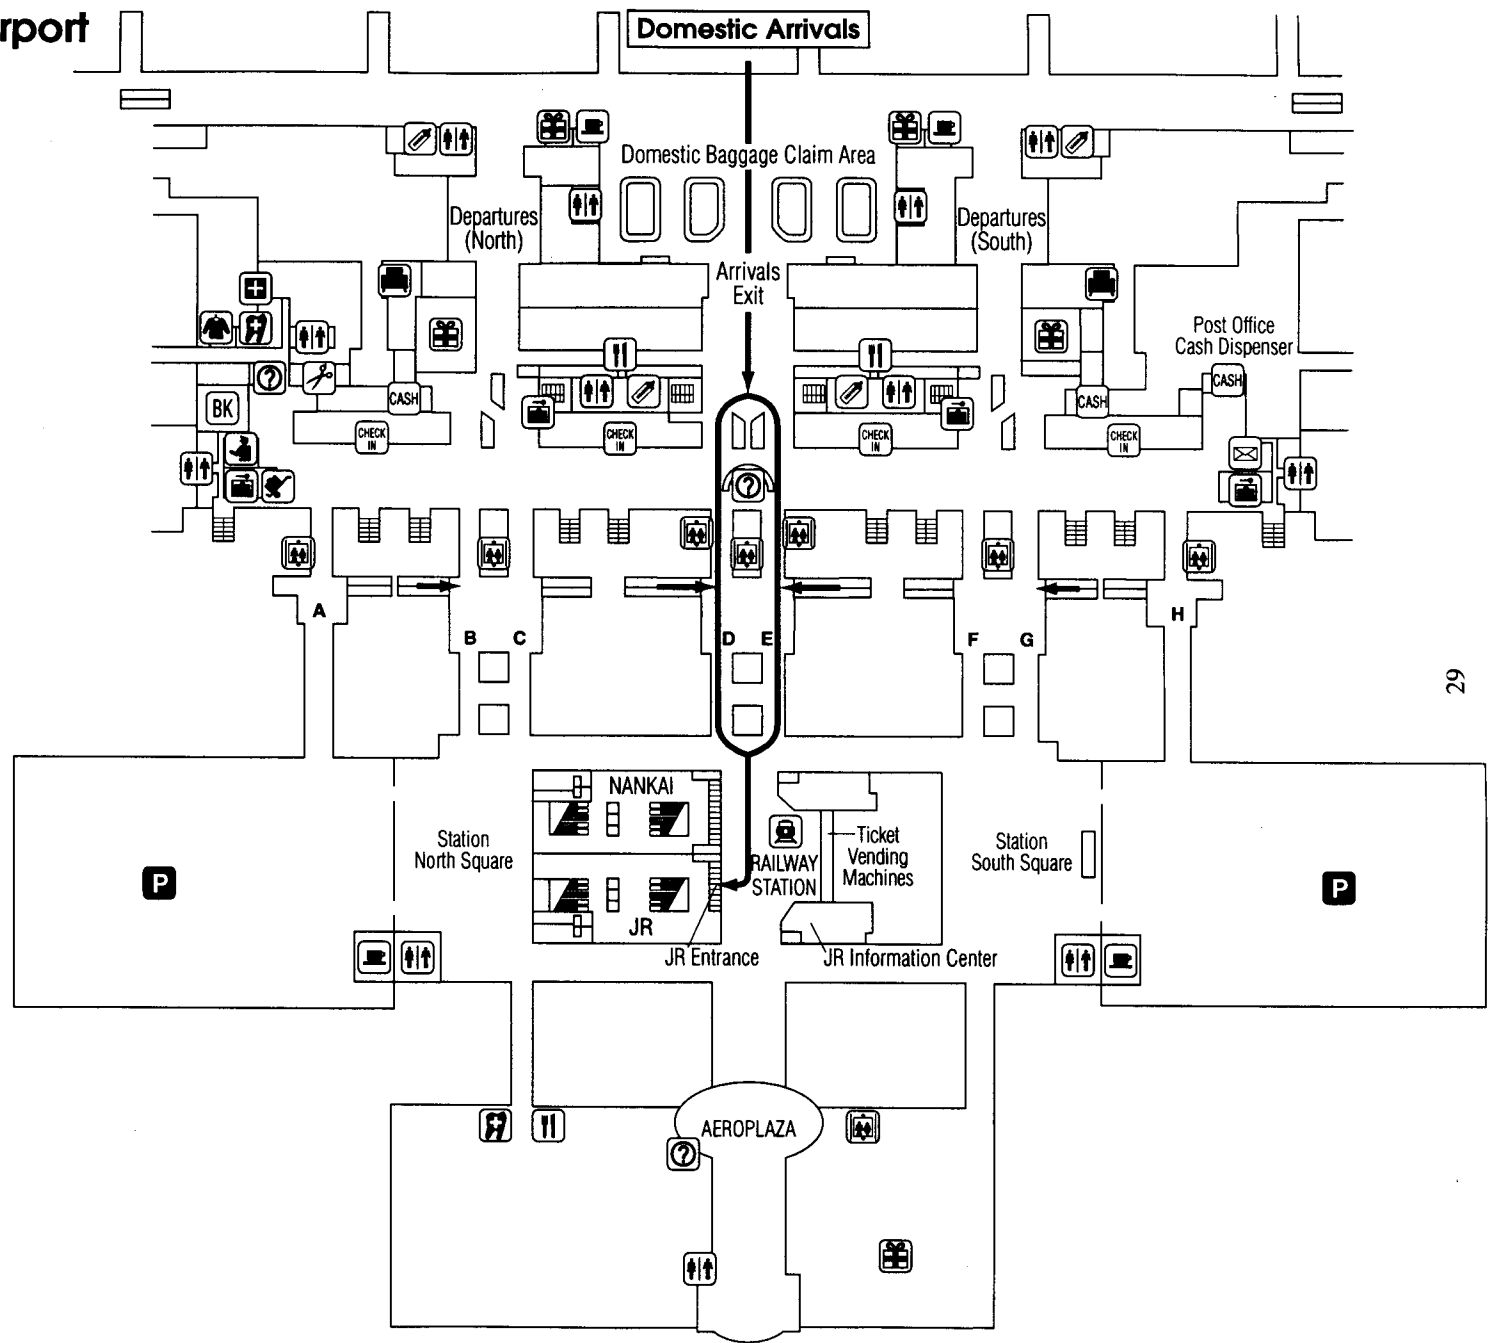 rport
Domestic Arrivals
Domestic Baggage Claim Area
Departures
(North)
Departures
(South)
Arrivals
Exit
Post Office
Cash Dispenser
?
CASH
CASH
CASH
BK
CHECK
IN
CHECK
IN
CHECK
IN
CHECK
IN
?
A
B
C
D
E
F
G
H
29
NANKAI
Station
North Square
RAILWAY
STATION
Ticket
Vending
Machines
Station
South Square
P
P
JR
JR Entrance
JR Information Center
AEROPLAZA
?